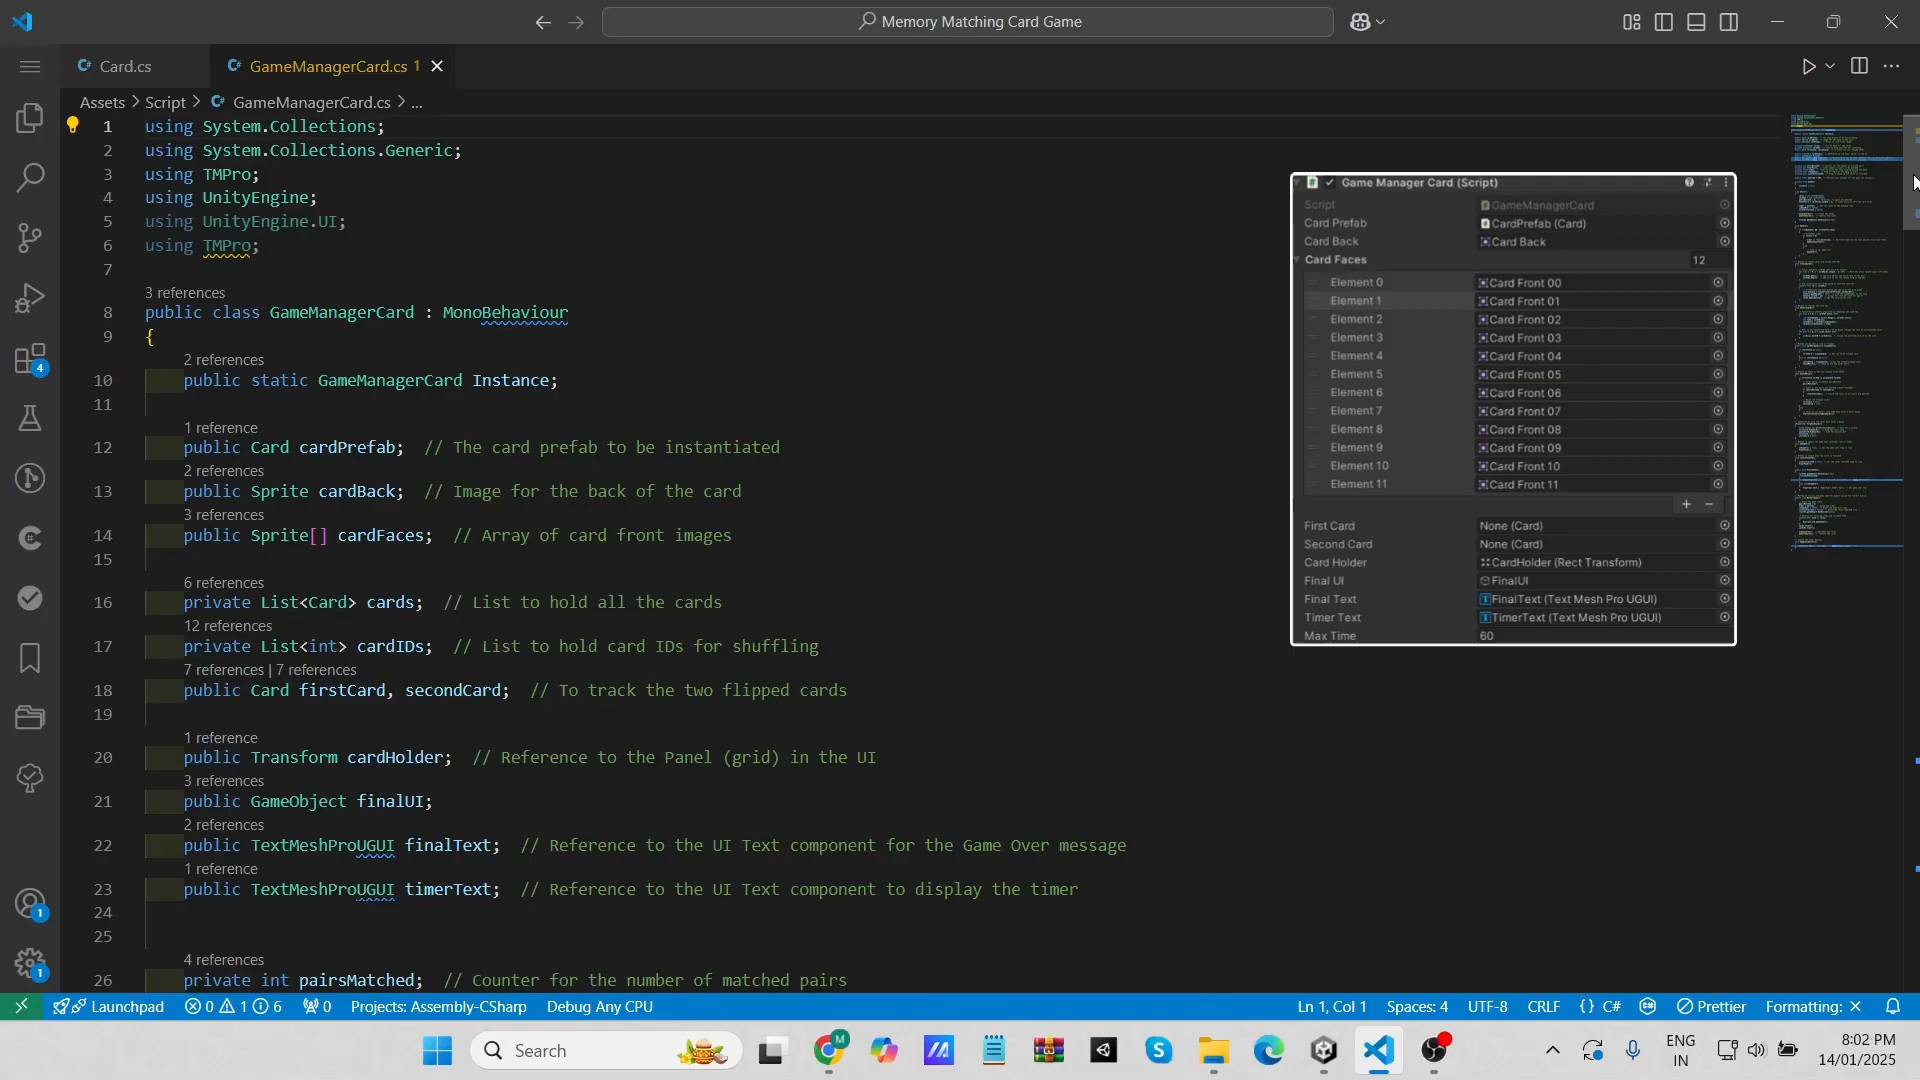 Memory Matching Card Game
Card.cs
GameManagerCard.cs 1
Assets > Script > GameManagerCard.cs > ...
1 using System.Collections;
2 using System.Collections.Generic;
3 using TMPro;
4 using UnityEngine;
5 using UnityEngine.UI;
6 using TMPro;
7
3 references
8 public class GameManagerCard : MonoBehaviour
9 {
2 references
10 public static GameManagerCard Instance;
11
1 reference
12 public Card cardPrefab; // The card prefab to be instantiated
2 references
13 public Sprite cardBack; // Image for the back of the card
3 references
14 public Sprite[] cardFaces; // Array of card front images
15
6 references
16 private List<Card> cards; // List to hold all the cards
12 references
17 private List<int> cardIDs; // List to hold card IDs for shuffling
7 references | 7 references
18 public Card firstCard, secondCard; // To track the two flipped cards
19
1 reference
20 public Transform cardHolder; // Reference to the Panel (grid) in the UI
3 references
21 public GameObject finalUI;
2 references
22 public TextMeshProUGUI finalText; // Reference to the UI Text component for the Game Over message
1 reference
23 public TextMeshProUGUI timerText; // Reference to the UI Text component to display the timer
24
25
4 references
26 private int pairsMatched; // Counter for the number of matched pairs
Game Manager Card (Script)
Script GameManagerCard
Card Prefab CardPrefab (Card)
Card Back Card Back
Card Faces 12
Element 0 Card Front 00
Element 1 Card Front 01
Element 2 Card Front 02
Element 3 Card Front 03
Element 4 Card Front 04
Element 5 Card Front 05
Element 6 Card Front 06
Element 7 Card Front 07
Element 8 Card Front 08
Element 9 Card Front 09
Element 10 Card Front 10
Element 11 Card Front 11
+ −
First Card None (Card)
Second Card None (Card)
Card Holder CardHolder (Rect Transform)
Final UI FinalUI
Final Text FinalText (Text Mesh Pro UGUI)
Timer Text TimerText (Text Mesh Pro UGUI)
Max Time 60
4
1
1
Launchpad 0 1 6 0 Projects: Assembly-CSharp Debug Any CPU Ln 1, Col 1 Spaces: 4 UTF-8 CRLF {} C# Prettier Formatting: ×
Search
M
ENG
IN
8:02 PM
14/01/2025